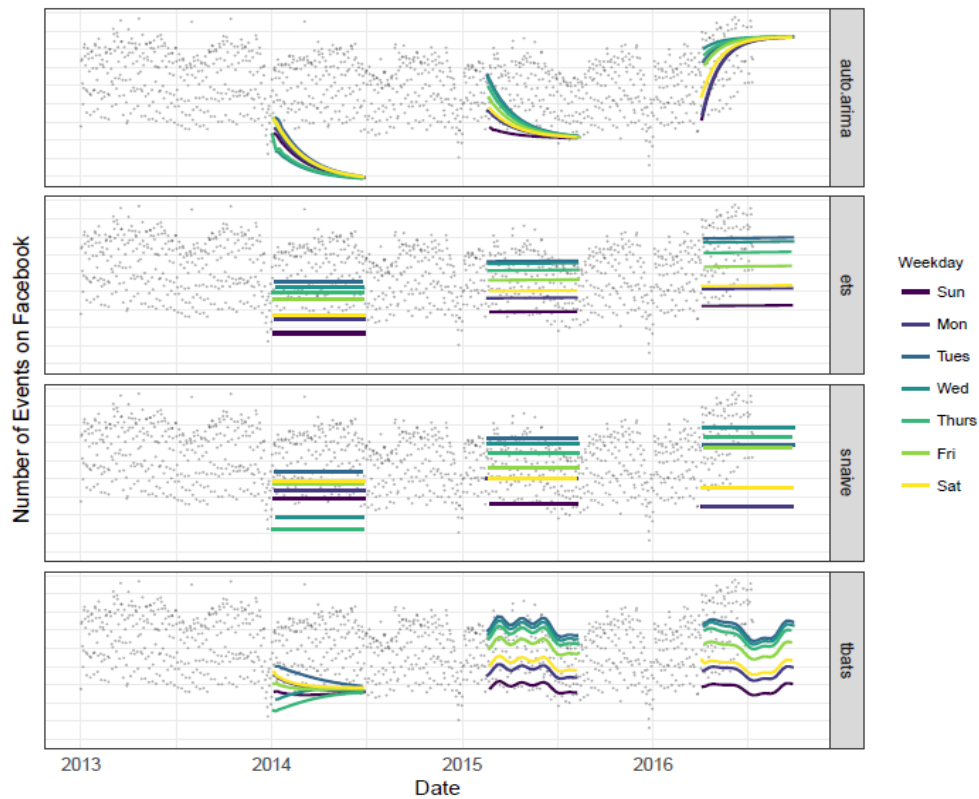 auto.arima
ets
snaive
tbats
Number of Events on Facebook
2013 2014 2015 2016
Date
Weekday
Sun
Mon
Tues
Wed
Thurs
Fri
Sat